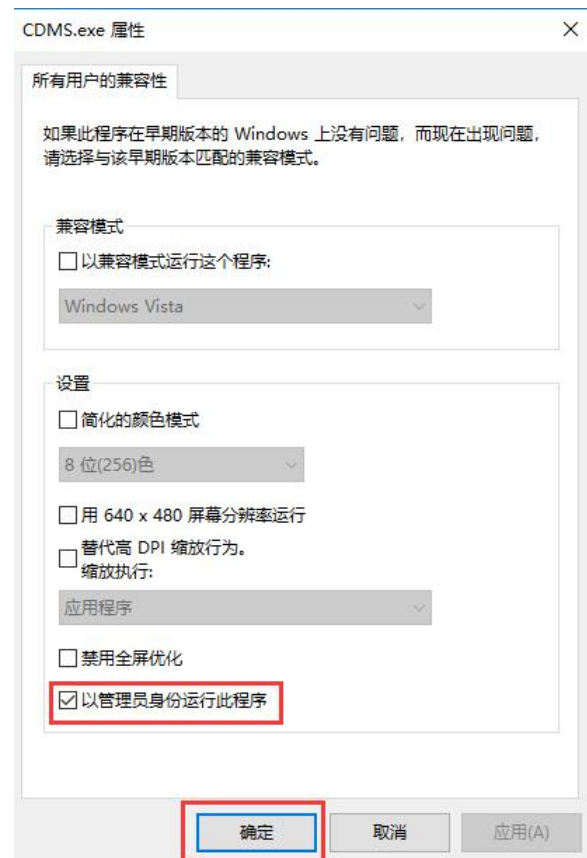 CDMS.exe 属性
所有用户的兼容性
如果此程序在早期版本的 Windows 上没有问题，而现在出现问题，
请选择与该早期版本匹配的兼容模式。
兼容模式
以兼容模式运行这个程序:
Windows Vista
设置
简化的颜色模式
8 位(256)色
用 640 x 480 屏幕分辨率运行
替代高 DPI 缩放行为。
缩放执行:
应用程序
禁用全屏优化
以管理员身份运行此程序
确定 取消 应用(A)